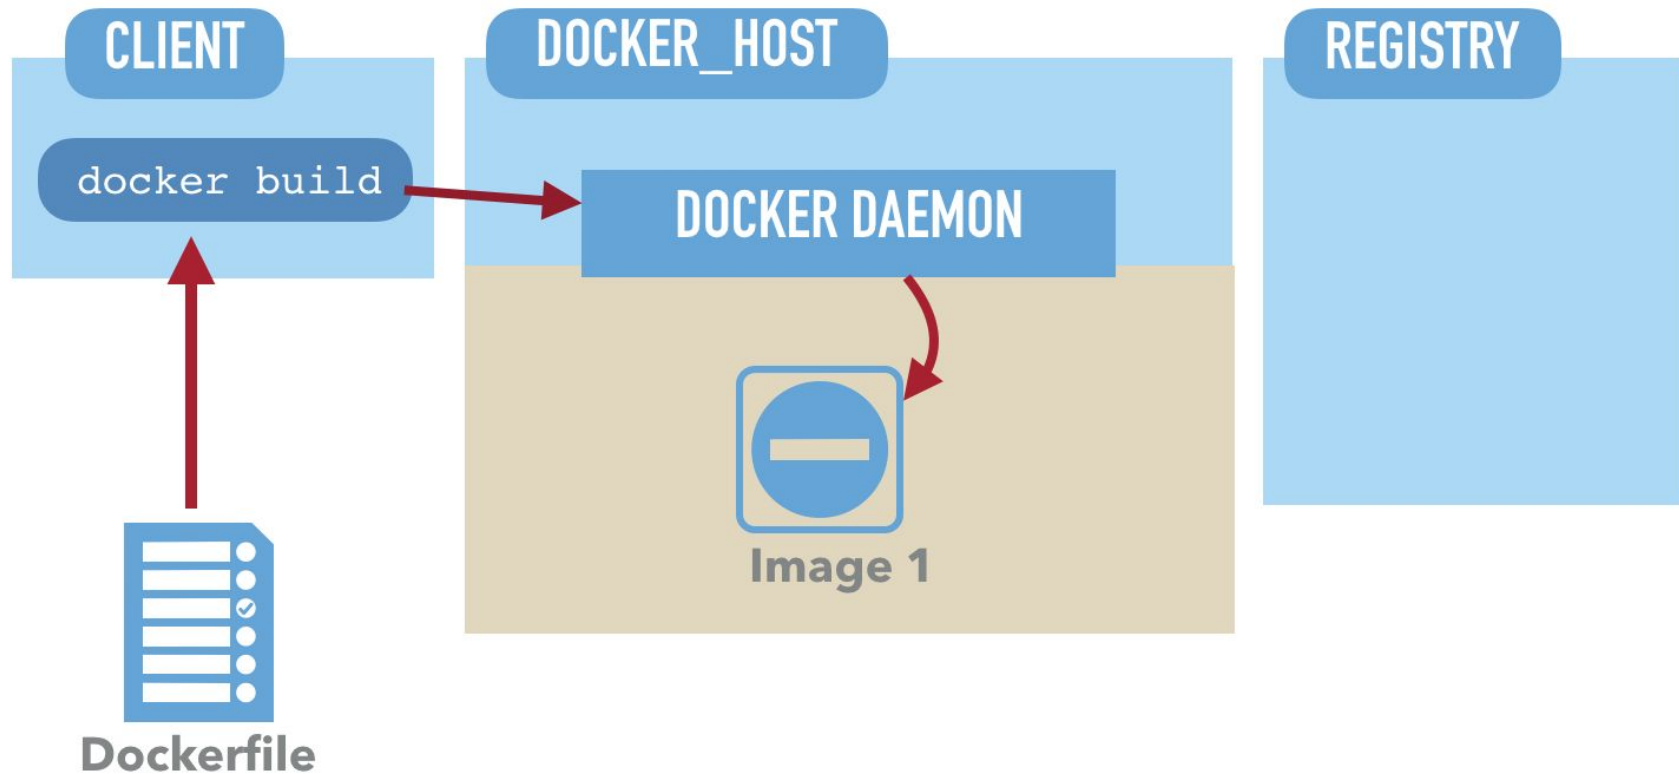 CLIENT
DOCKER_HOST
REGISTRY
docker build
DOCKER DAEMON
Image 1
Dockerfile